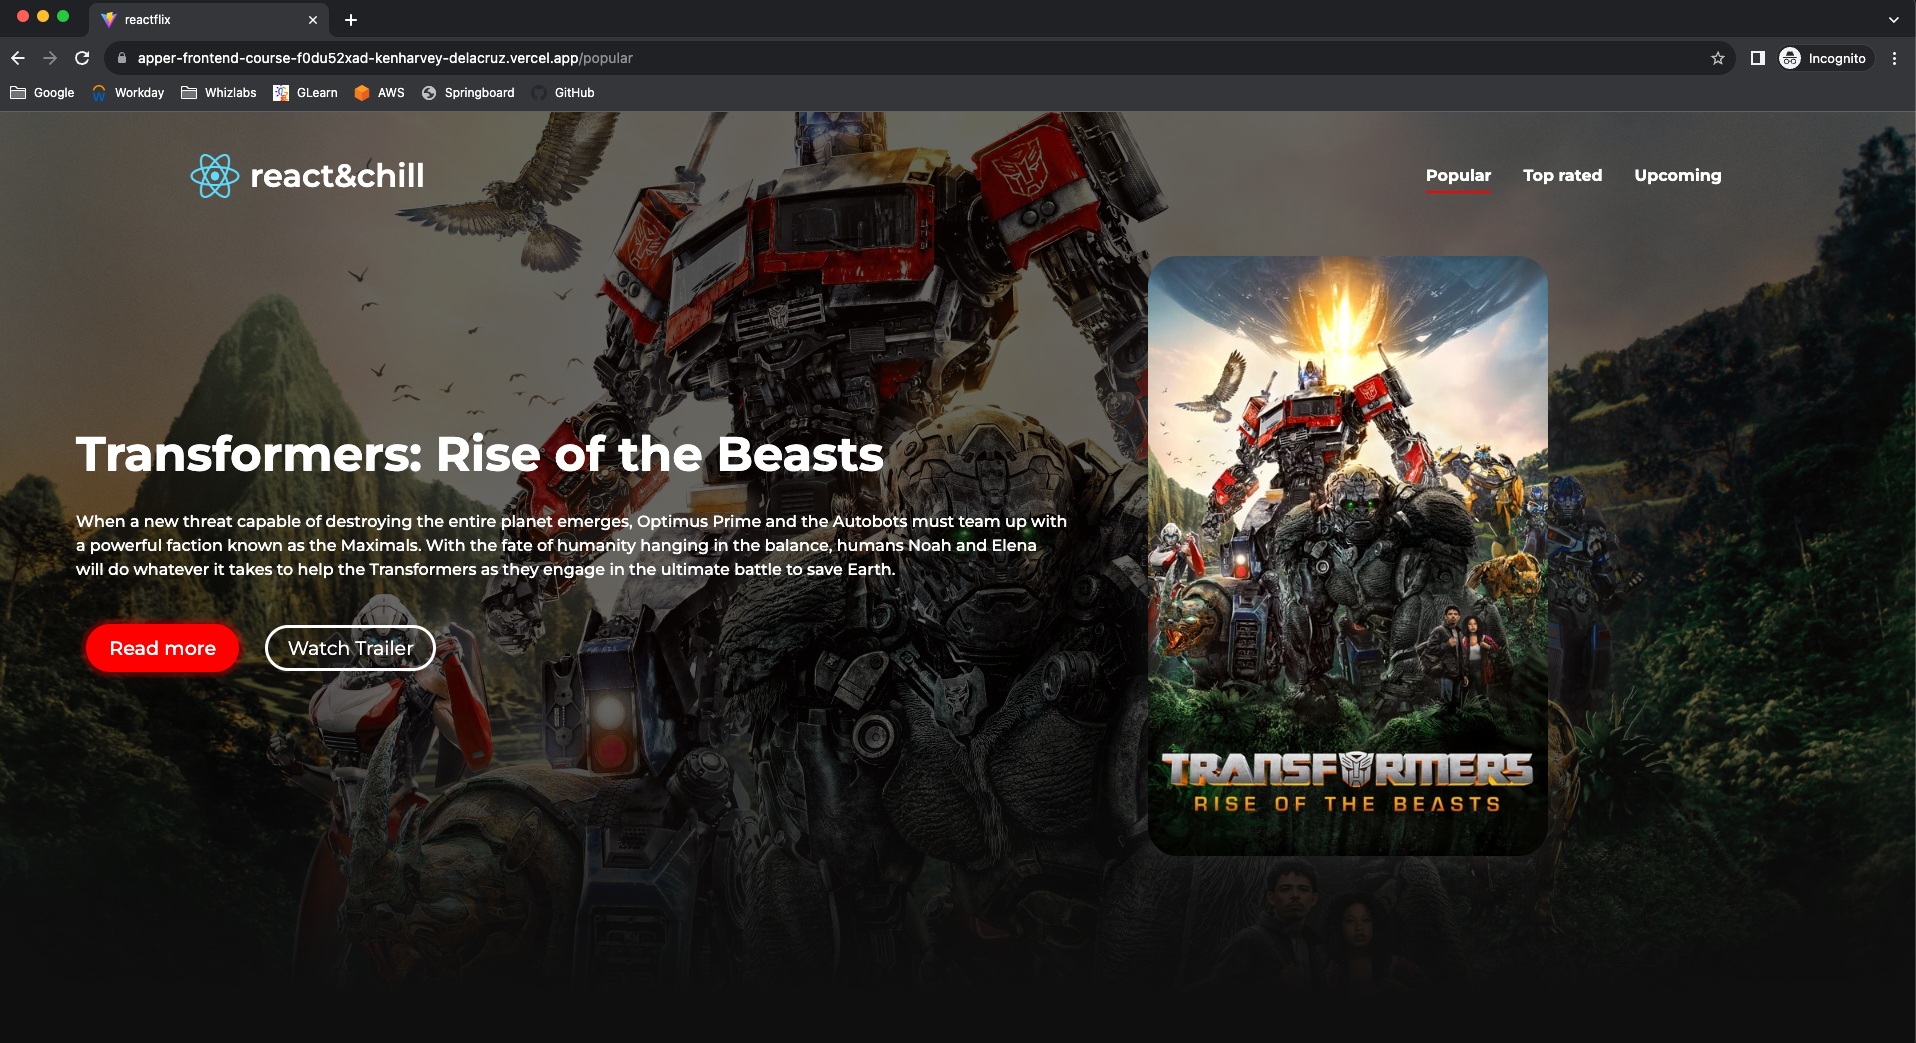 reactflix
apper-frontend-course-f0du52xad-kenharvey-delacruz.vercel.app/popular
Incognito
Google
Workday
Whizlabs
GLearn
AWS
Springboard
GitHub
react&chill
Popular
Top rated
Upcoming
Transformers: Rise of the Beasts
When a new threat capable of destroying the entire planet emerges, Optimus Prime and the Autobots must team up with
a powerful faction known as the Maximals. With the fate of humanity hanging in the balance, humans Noah and Elena
will do whatever it takes to help the Transformers as they engage in the ultimate battle to save Earth.
Read more
Watch Trailer
TRANSFORMERS
RISE OF THE BEASTS